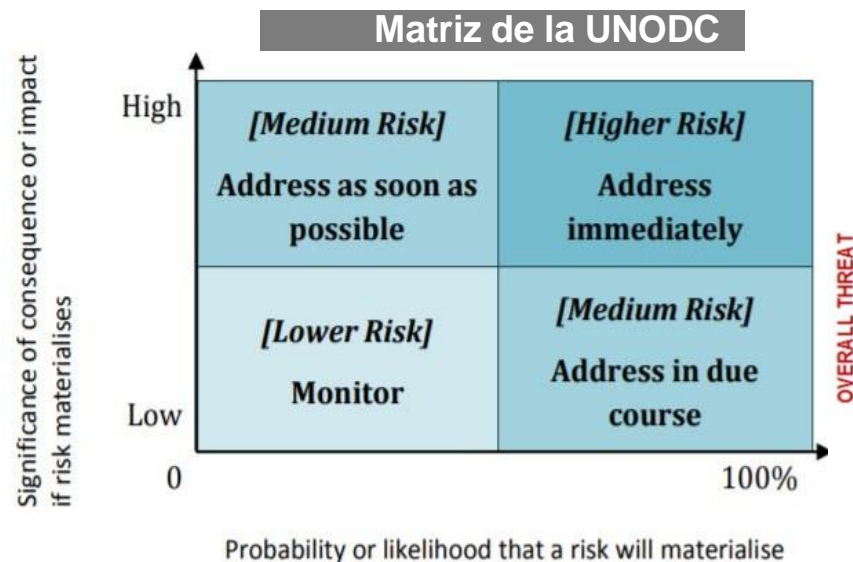 Matriz de la UNODC
Significance of consequence or impact
if risk materialises
High
[Medium Risk]
Address as soon as
possible
[Higher Risk]
Address
immediately
[Lower Risk]
Monitor
[Medium Risk]
Address in due
course
Low
0
100%
OVERALL THREAT
Probability or likelihood that a risk will materialise